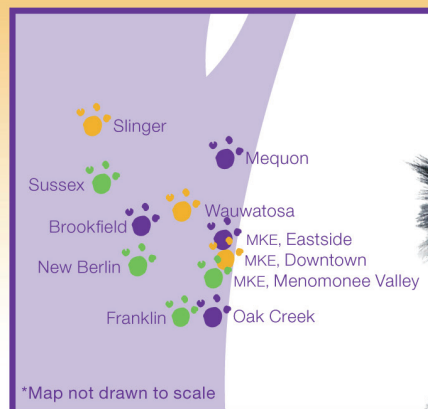 Slinger
Mequon
Sussex
Wauwatosa
Brookfield
MKE, Eastside
MKE, Downtown
New Berlin
MKE, Menomonee Valley
Franklin
Oak Creek
*Map not drawn to scale